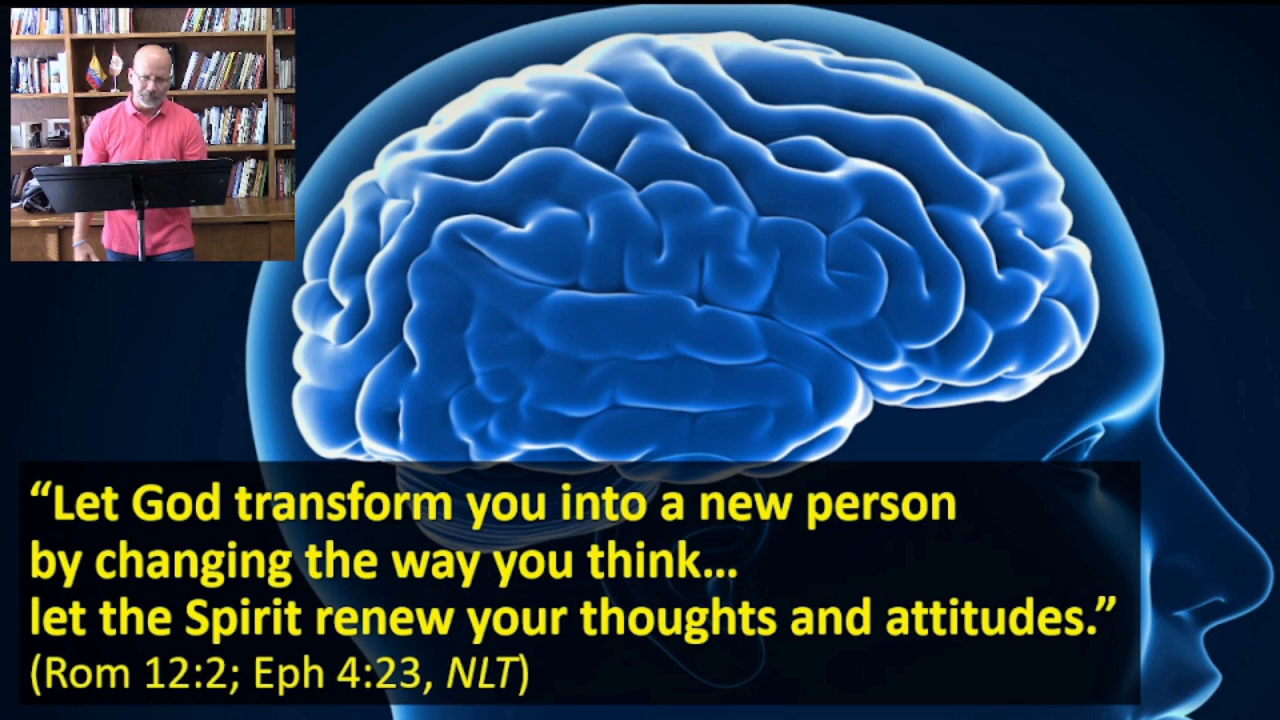 “Let God transform you into a new person
by changing the way you think…
let the Spirit renew your thoughts and attitudes.”
(Rom 12:2; Eph 4:23, NLT)